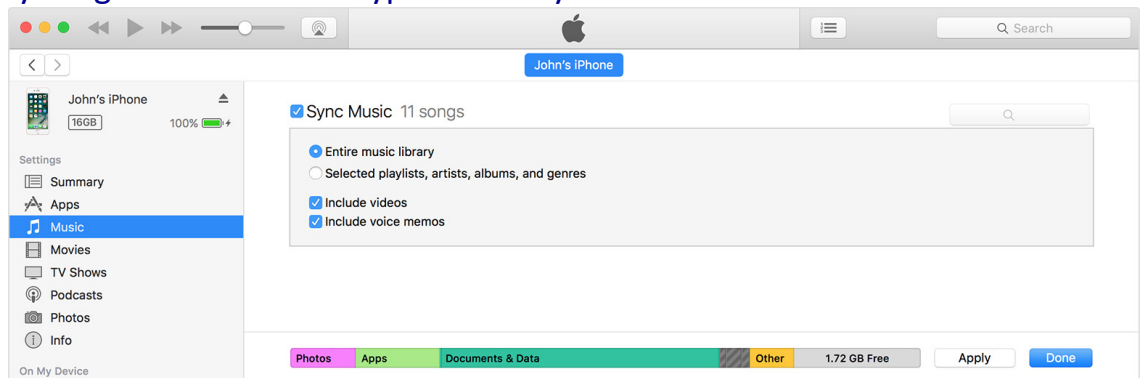 Search
John's iPhone
John's iPhone
16GB 100%
Sync Music 11 songs
Entire music library
Selected playlists, artists, albums, and genres
Include videos
Include voice memos
Settings
Summary
Apps
Music
Movies
TV Shows
Podcasts
Photos
Info
On My Device
Photos Apps Documents & Data Other 1.72 GB Free Apply Done